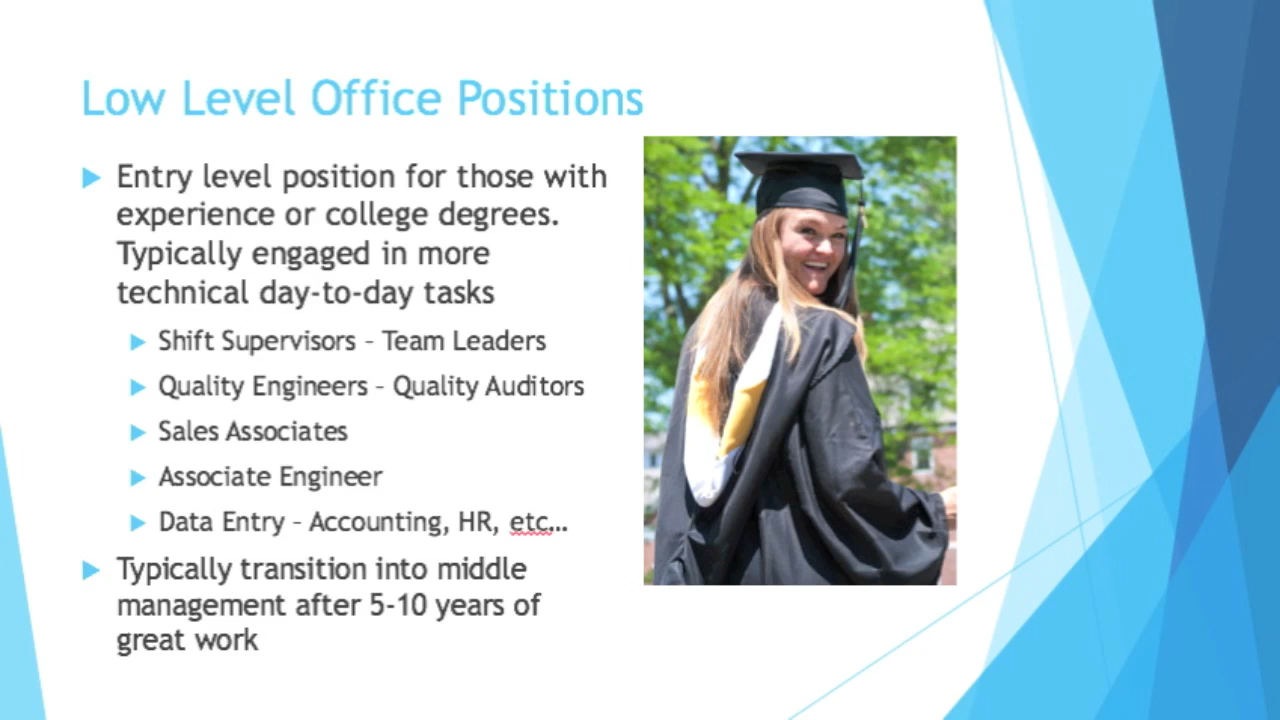 Low Level Office Positions
Entry level position for those with
experience or college degrees.
Typically engaged in more
technical day-to-day tasks
Shift Supervisors – Team Leaders
Quality Engineers – Quality Auditors
Sales Associates
Associate Engineer
Data Entry – Accounting, HR, etc…
Typically transition into middle
management after 5-10 years of
great work